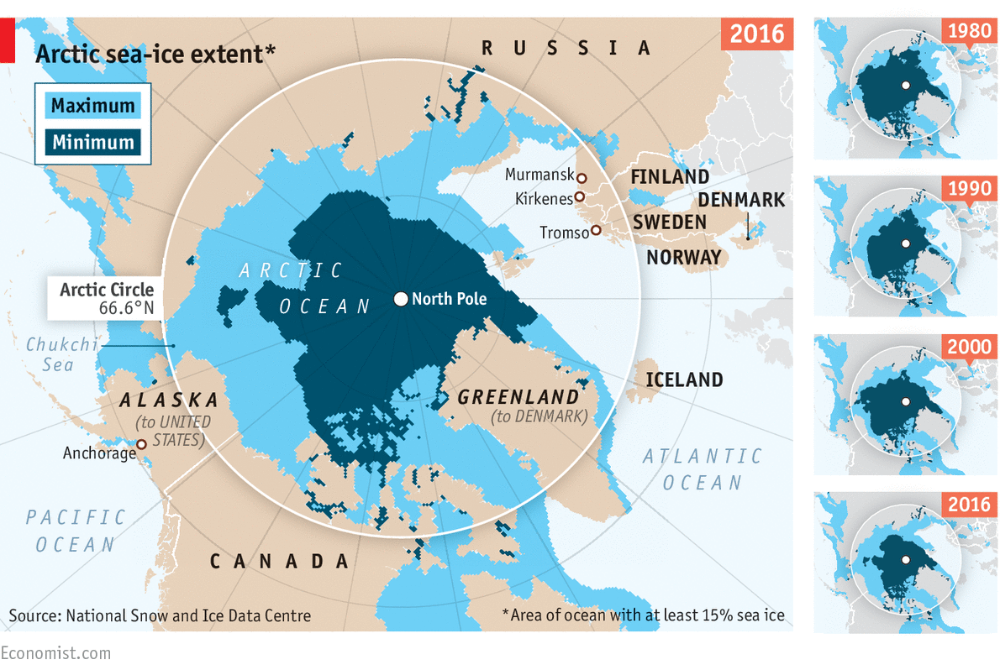 Arctic sea-ice extent*
Maximum
Minimum
2016
RUSSIA
Murmansk
Kirkenes
Tromso
FINLAND
DENMARK
SWEDEN
NORWAY
ARCTIC
OCEAN
North Pole
Arctic Circle
66.6°N
Chukchi
Sea
ALASKA
(to UNITED
STATES)
Anchorage
GREENLAND
(to DENMARK)
ICELAND
ATLANTIC
OCEAN
PACIFIC
OCEAN
CANADA
Source: National Snow and Ice Data Centre
*Area of ocean with at least 15% sea ice
1980
1990
2000
2016
Economist.com